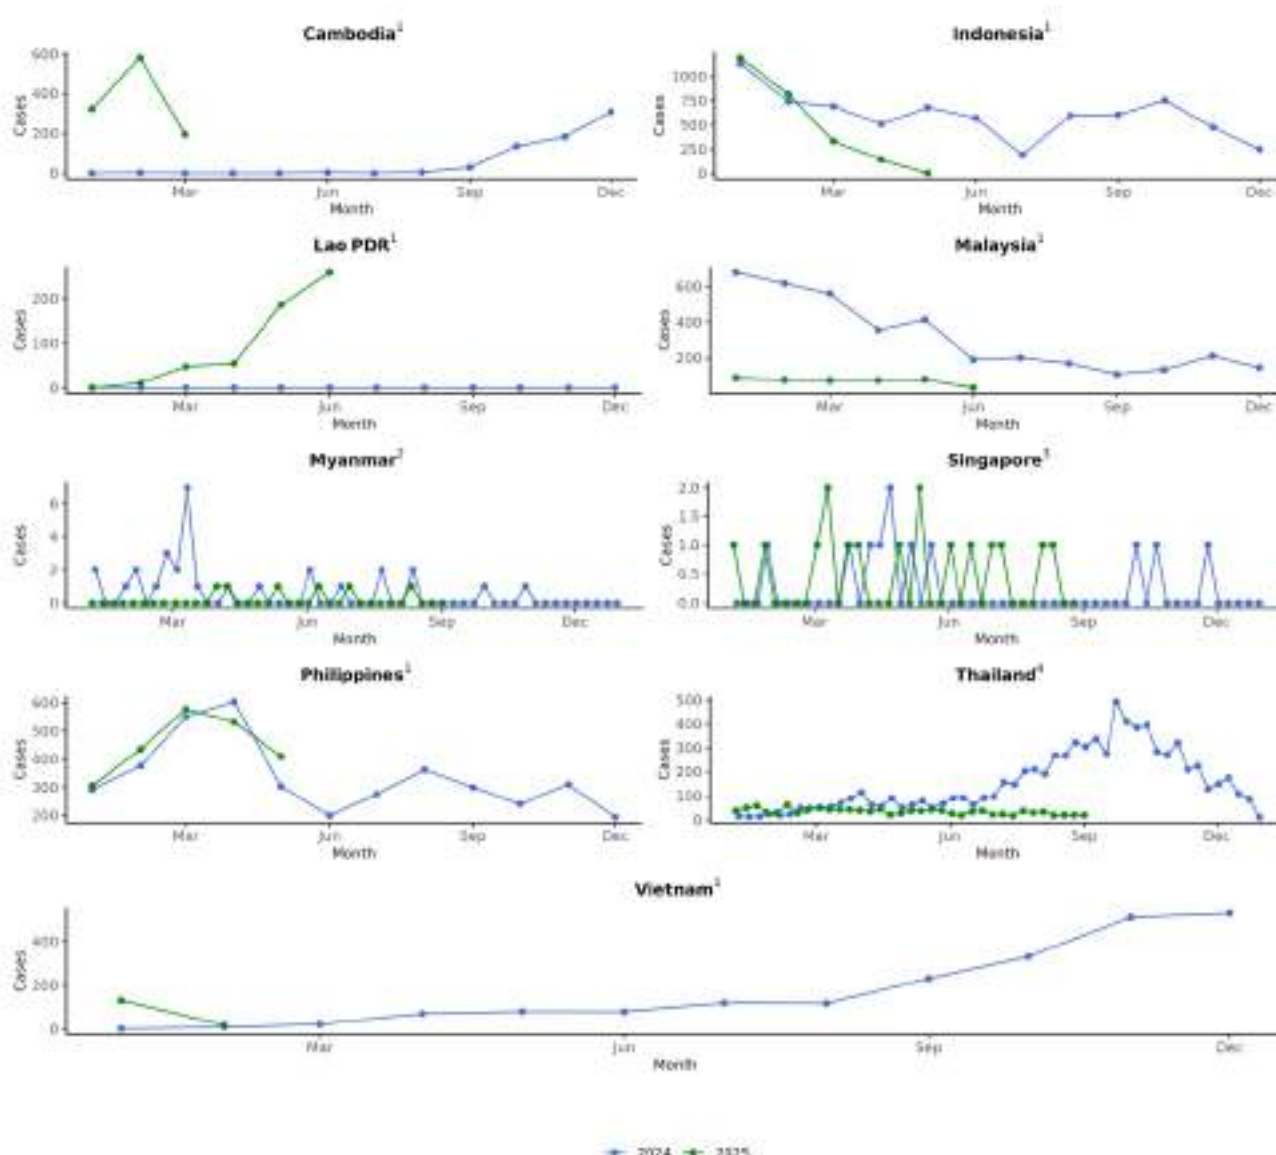 Cambodia¹ Indonesia¹
600 400 200 0
Cases
Mar Jun Sep Dec
Month
1000 750 500 250 0
Cases
Mar Jun Sep Dec
Month
Lao PDR¹ Malaysia
200 100 0
Cases
Mar Jun Sep Dec
Month
600 400 200
Cases
Mar Jun Sep Dec
Month
Myanmar Singapore
6 4 2 0
Cases
Mar Jun Sep Dec
Month
2.0 1.5 1.0 0.5 0.0
Cases
Mar Jun Sep Dec
Month
Philippines¹ Thailand⁴
600 500 400 300 200
Cases
Mar Jun Sep Dec
Month
500 400 300 200 100 0
Cases
Mar Jun Sep Dec
Month
Vietnam
400 200 0
Cases
Mar Jun Sep Dec
Month
2024 2025